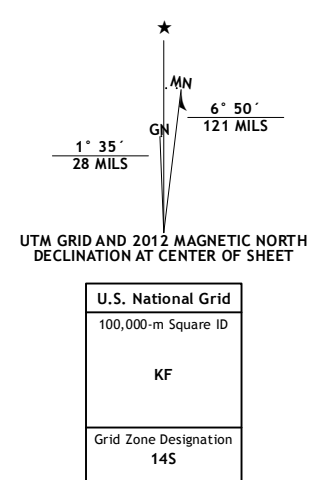 ★
MN
GN
6° 50´
121 MILS
1° 35´
28 MILS
UTM GRID AND 2012 MAGNETIC NORTH
DECLINATION AT CENTER OF SHEET
U.S. National Grid
100,000-m Square ID
KF
Grid Zone Designation
14S